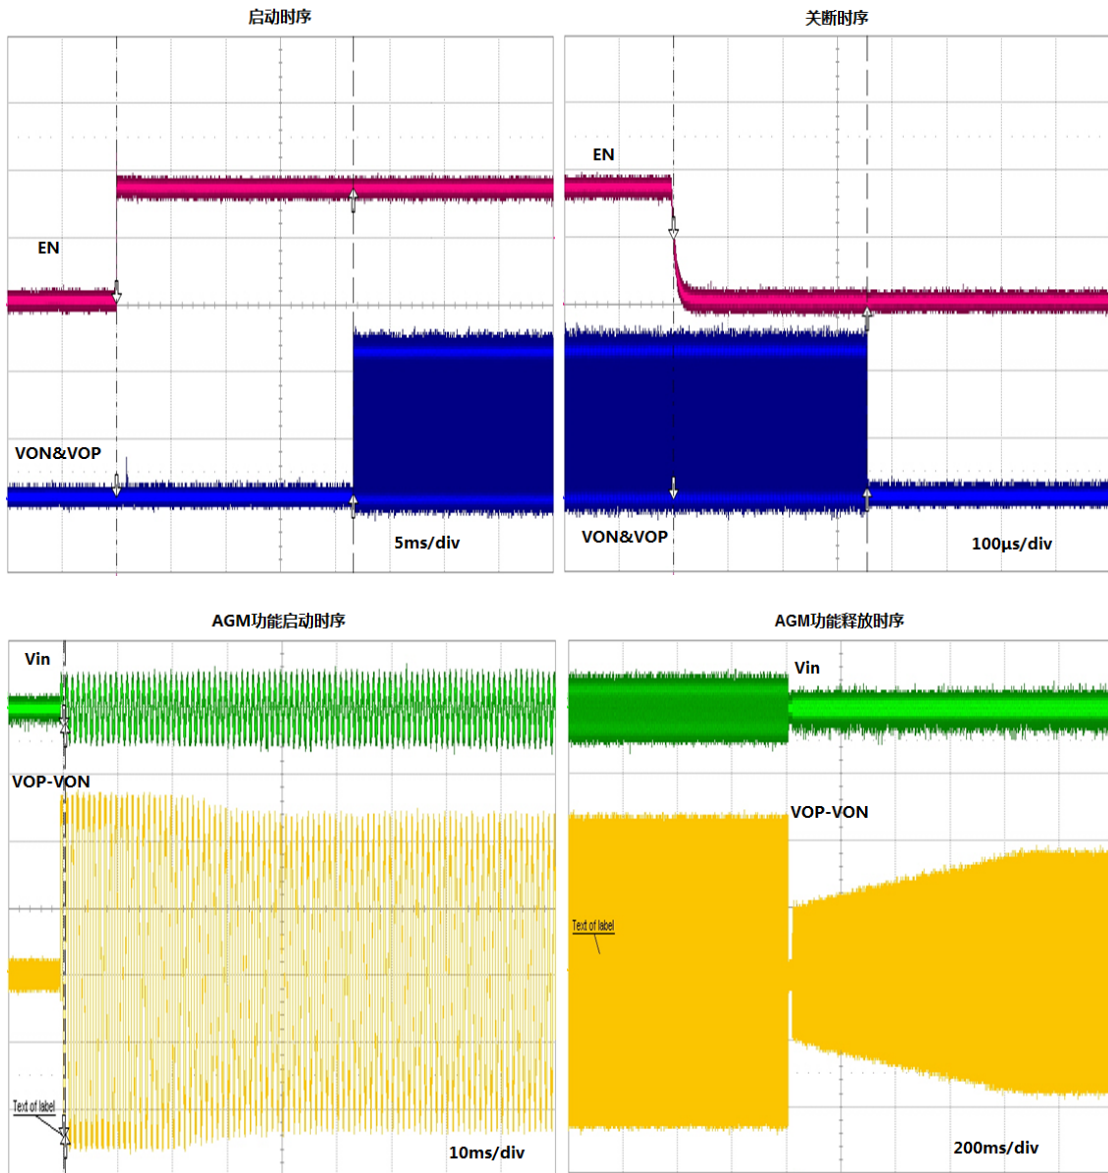 启动时序
EN
VON&VOP
5ms/div
关断时序
EN
VON&VOP
100μs/div
AGM功能启动时序
Vin
VOP-VON
Text of label
10ms/div
AGM功能释放时序
Vin
VOP-VON
Text of label
200ms/div